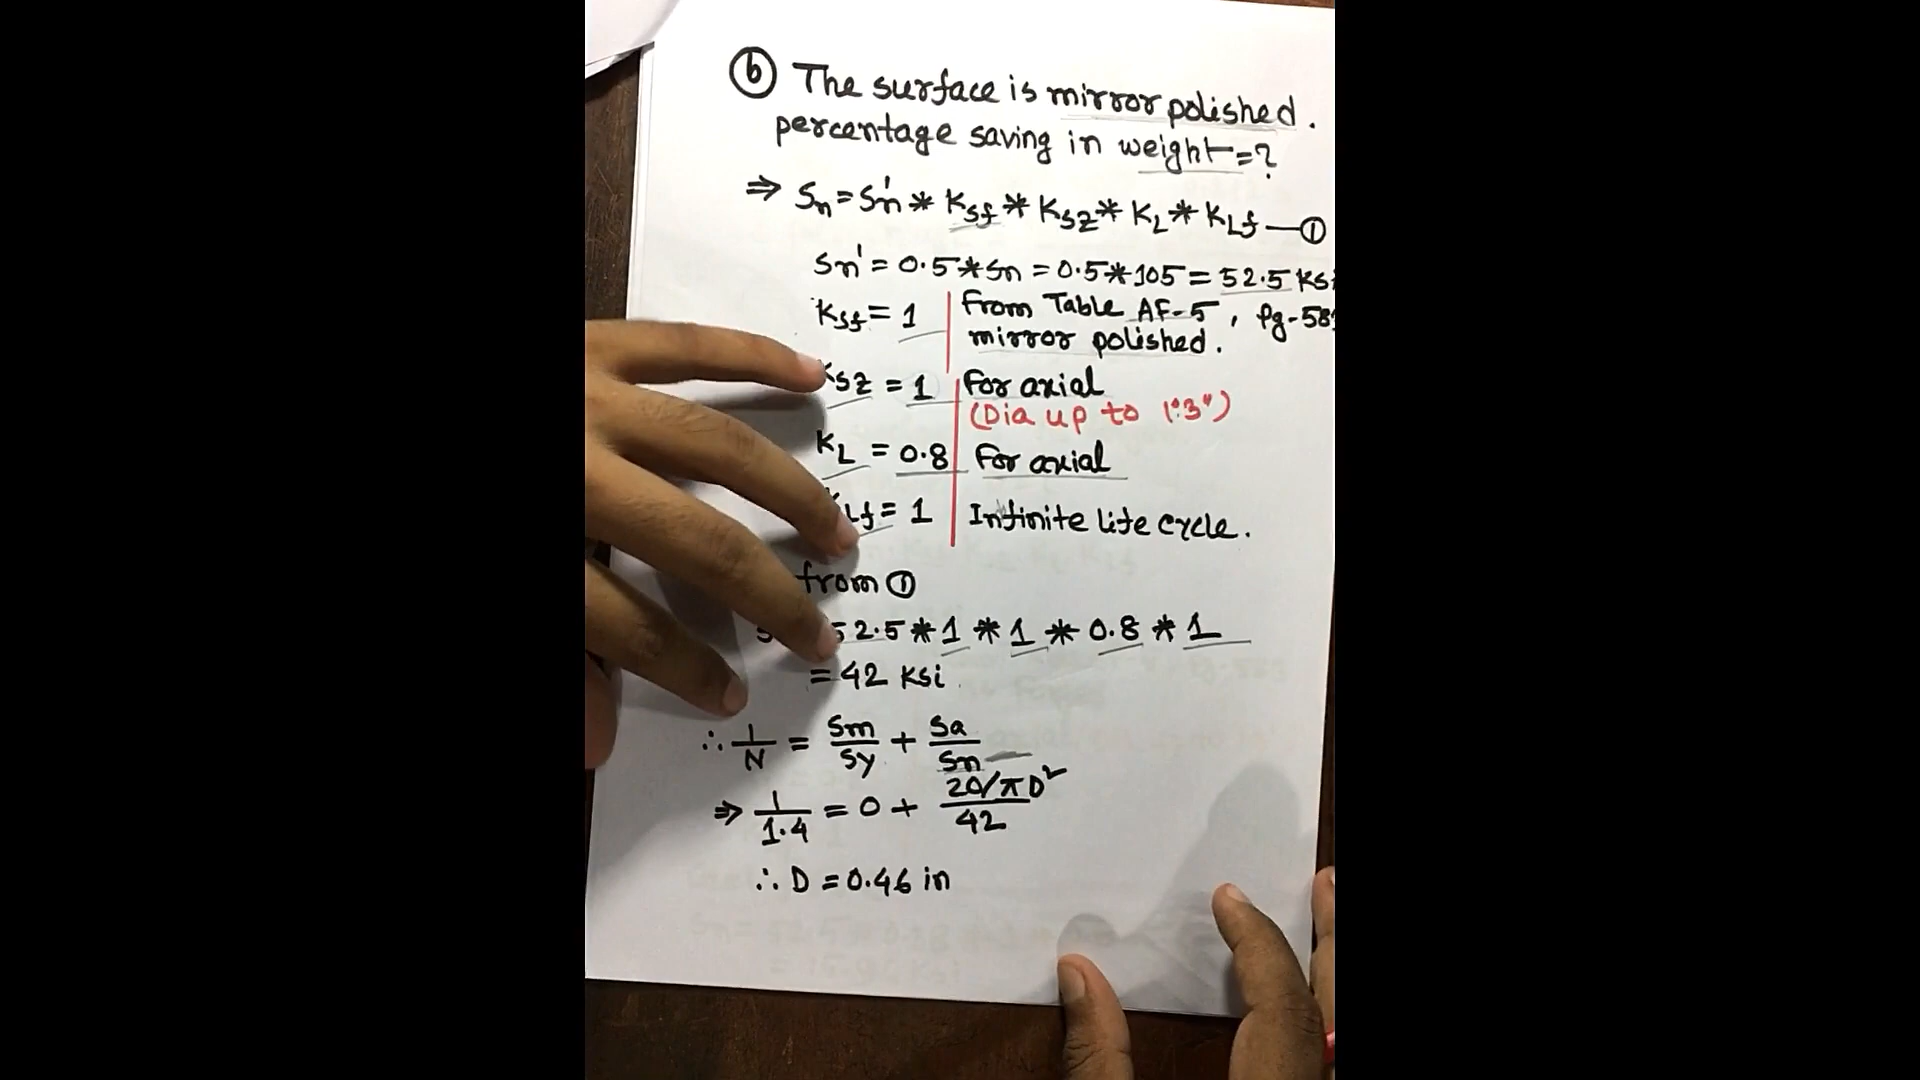 ⓑ The surface is mirror polished.
percentage saving in weight = ?
⇒ Sn = Sn' * Ksf * Ksz * KL * KLf — ①
Sn' = 0.5 * Sn = 0.5 * 105 = 52.5 Ksi
Ksf = 1 | From Table AF-5, Pg-58
mirror polished.
Ksz = 1 | For axial
(Dia up to 1.3")
KL = 0.8 | For axial
Lf = 1 | Infinite life cycle.
from ①
52.5 * 1 * 1 * 0.8 * 1
= 42 Ksi
∴ 1/N = Sm/Sy + Sa/Sn
⇒ 1/1.4 = 0 + (20/πD²)/42
∴ D = 0.46 in